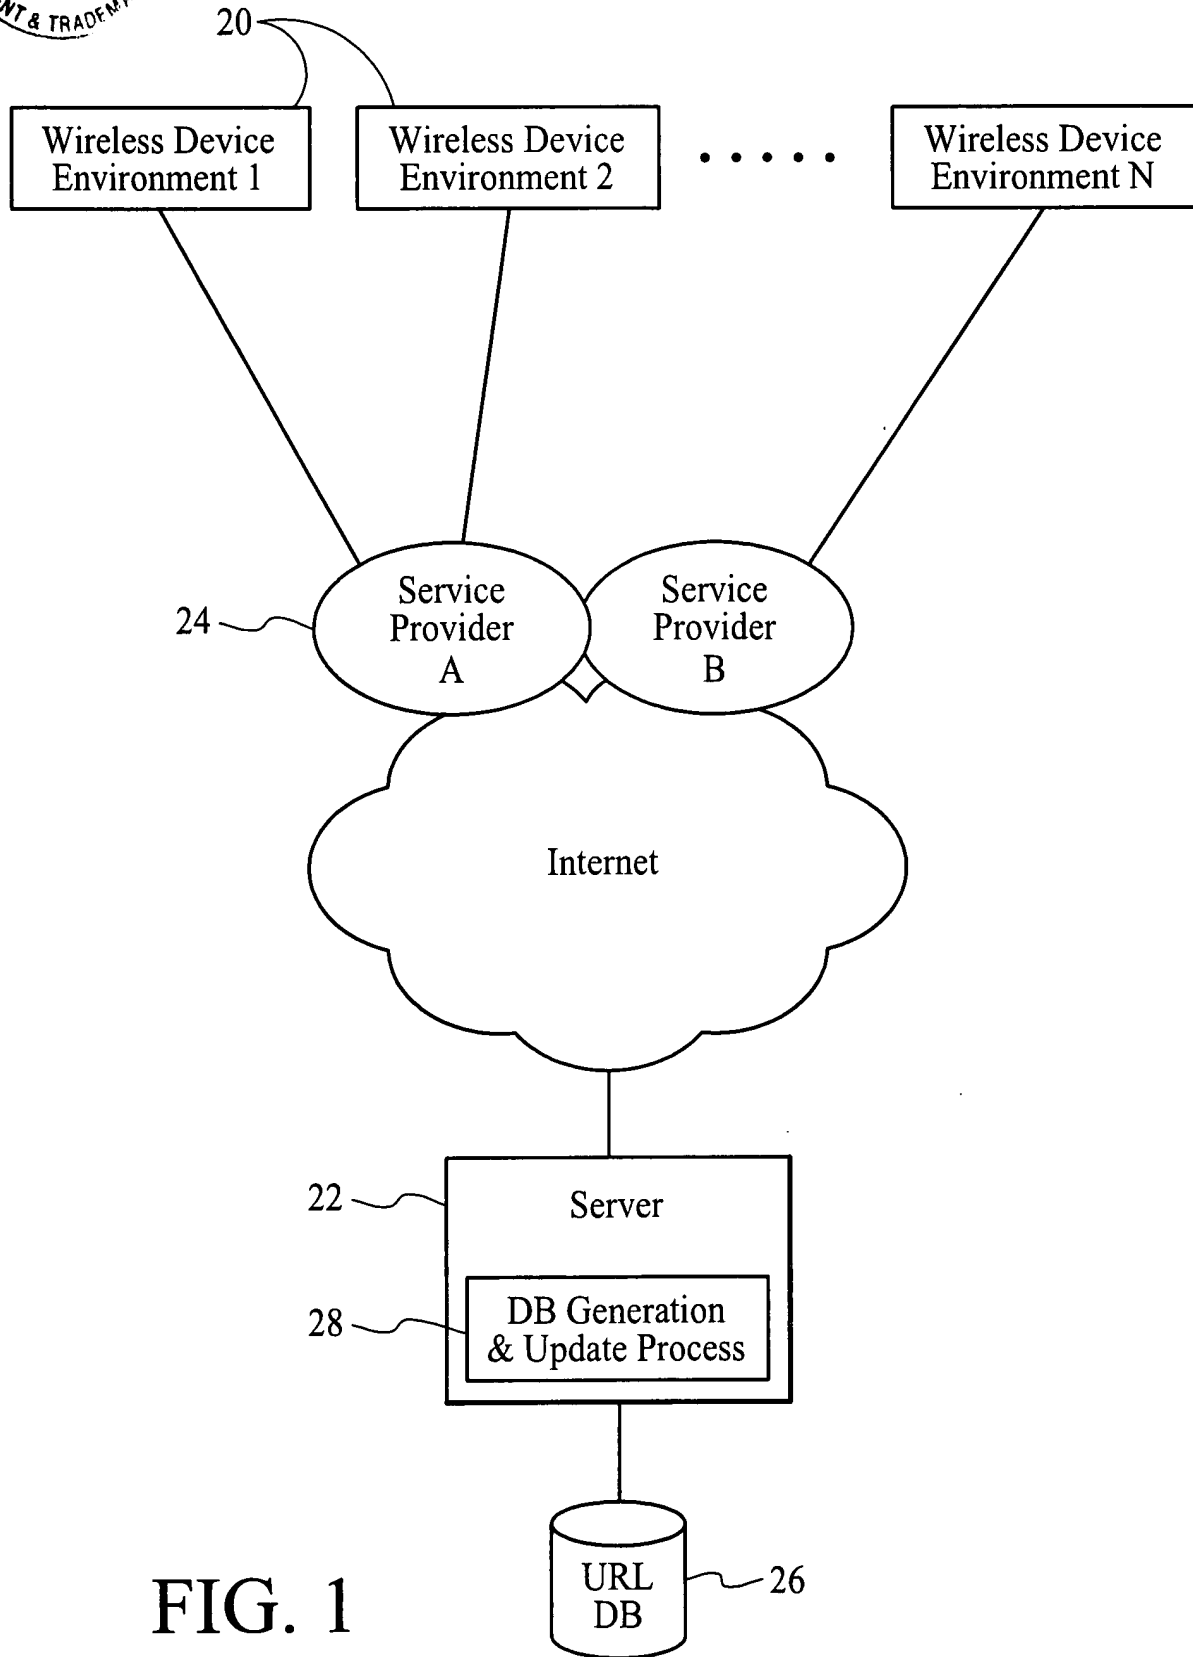 NT & TRADEM
20
Wireless Device
Environment 1
Wireless Device
Environment 2
Wireless Device
Environment N
Service
Provider
A
Service
Provider
B
24
Internet
22
Server
28
DB Generation
& Update Process
URL
DB
26
FIG. 1